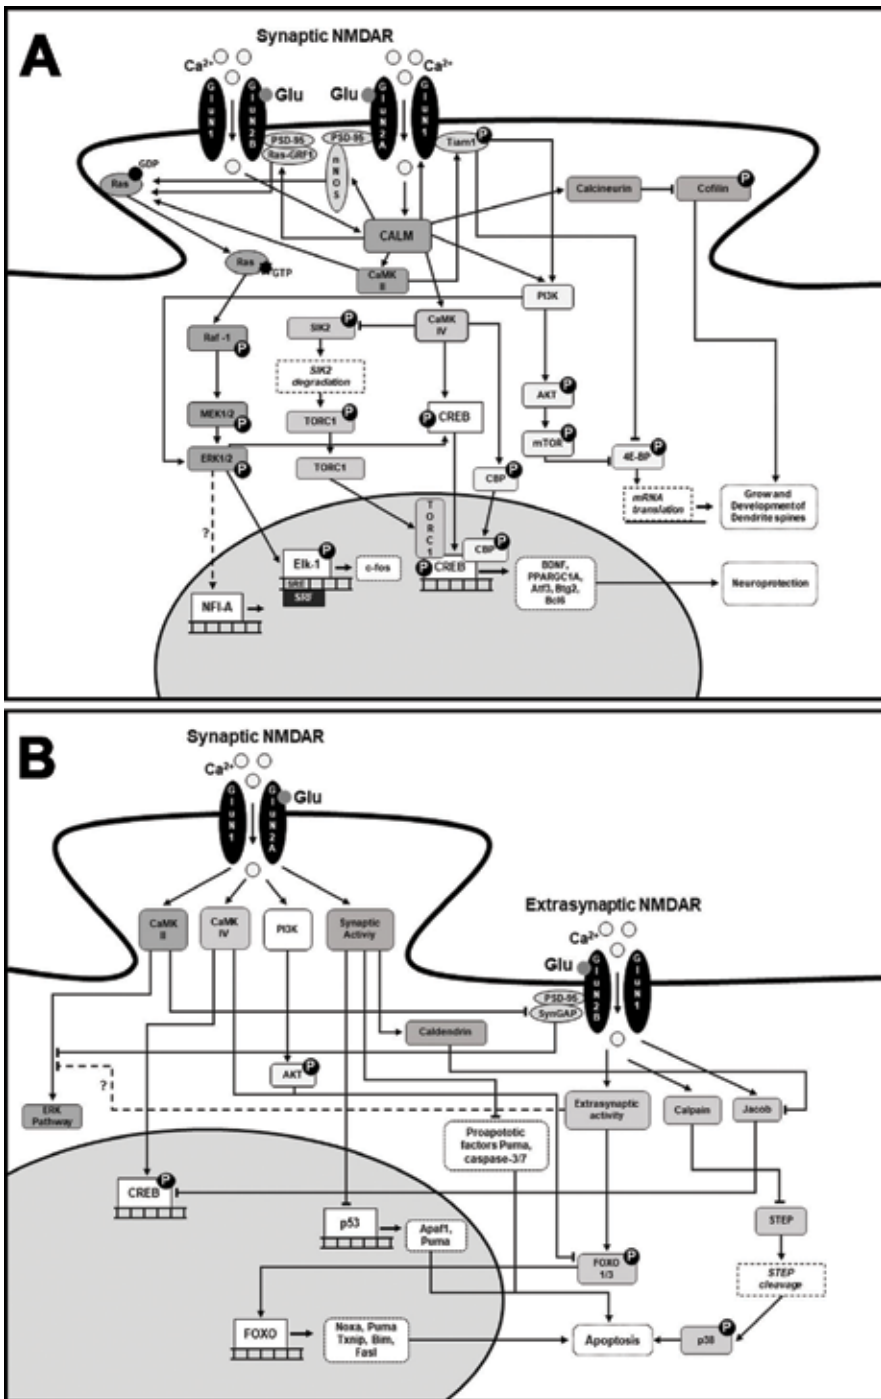 A
Synaptic NMDAR
Ca2+
Ca2+
Glu
Glu
GluN1
GluN2B
GluN2A
GluN1
PSD-95
Ras-GRF1
PSD-95
nNOS
Tiam1
P
GDP
Ras
Calcineurin
Cofilin
P
CALM
Ras
GTP
CaMK
II
PI3K
Raf -1
P
SIK2
P
CaMK
IV
SIK2
degradation
AKT
P
MEK1/2
P
TORC1
P
P
CREB
mTOR
P
4E-BP
P
ERK1/2
P
TORC1
CBP
P
mRNA
translation
Grow and
Development of
Dendrite spines
?
TORC1
Elk-1
P
SRE
SRF
c-fos
CBP
P
P
CREB
BDNF,
PPARGC1A,
Atf3, Btg2,
Bcl6
Neuroprotection
NFI-A
B
Synaptic NMDAR
Ca2+
Glu
GluN1
GluN2A
CaMK
II
CaMK
IV
PI3K
Synaptic
Activiy
Extrasynaptic NMDAR
Ca2+
Glu
GluN2B
GluN1
PSD-95
SynGAP
Caldendrin
?
AKT
P
ERK
Pathway
Extrasynaptic
activity
Calpain
Jacob
Proapototic
factors Puma,
caspase-3/7
CREB
P
p53
Apaf1,
Puma
STEP
FOXO
1/3
P
STEP
cleavage
FOXO
Noxa, Puma
Txnip, Bim,
Fasl
Apoptosis
p38
P